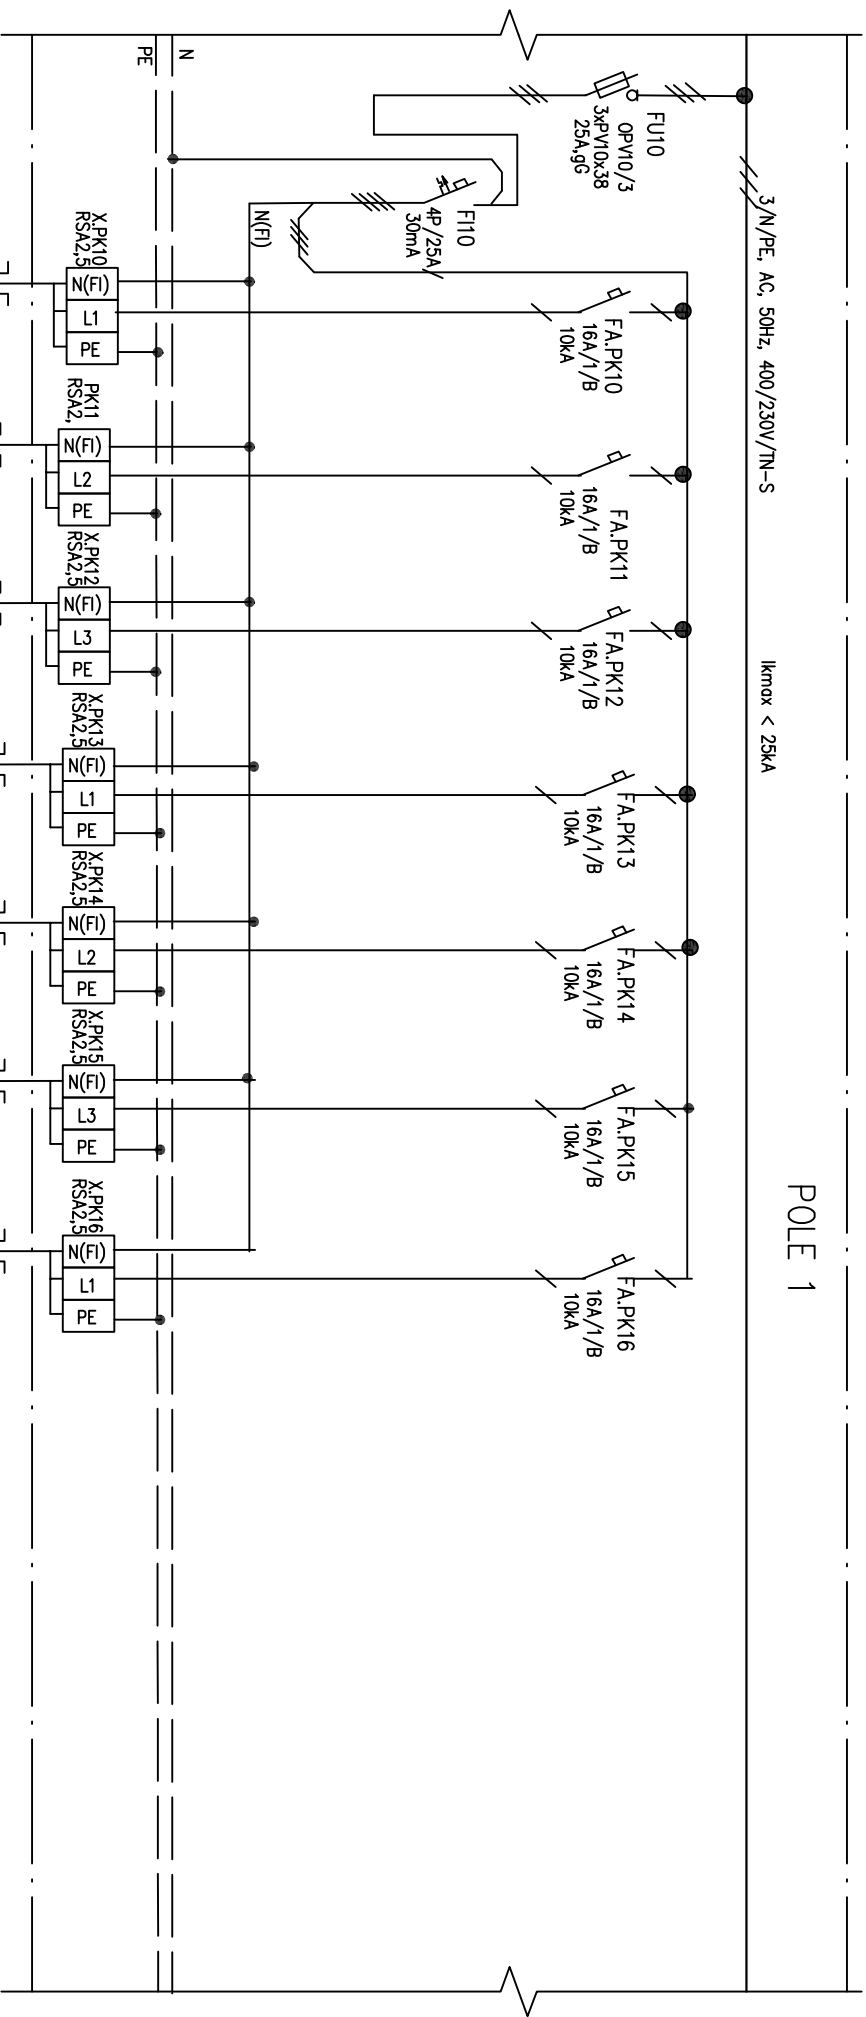 POLE 1
3/N/PE, AC, 50Hz, 400/230V/TN-S
Ikmax < 25kA
FU10
OPV10/3
3xPV10x38
25A,gG
FI10
4P/25A
30mA
N(FI)
N
PE
FA.PK10
16A/1/B
10kA
FA.PK11
16A/1/B
10kA
FA.PK12
16A/1/B
10kA
FA.PK13
16A/1/B
10kA
FA.PK14
16A/1/B
10kA
FA.PK15
16A/1/B
10kA
FA.PK16
16A/1/B
10kA
X.PK10
RSA2,5
N(FI)
L1
PE
PK11
RSA2,
N(FI)
L2
PE
X.PK12
RSA2,5
N(FI)
L3
PE
X.PK13
RSA2,5
N(FI)
L1
PE
X.PK14
RSA2,5
N(FI)
L2
PE
X.PK15
RSA2,5
N(FI)
L3
PE
X.PK16
RSA2,5
N(FI)
L1
PE